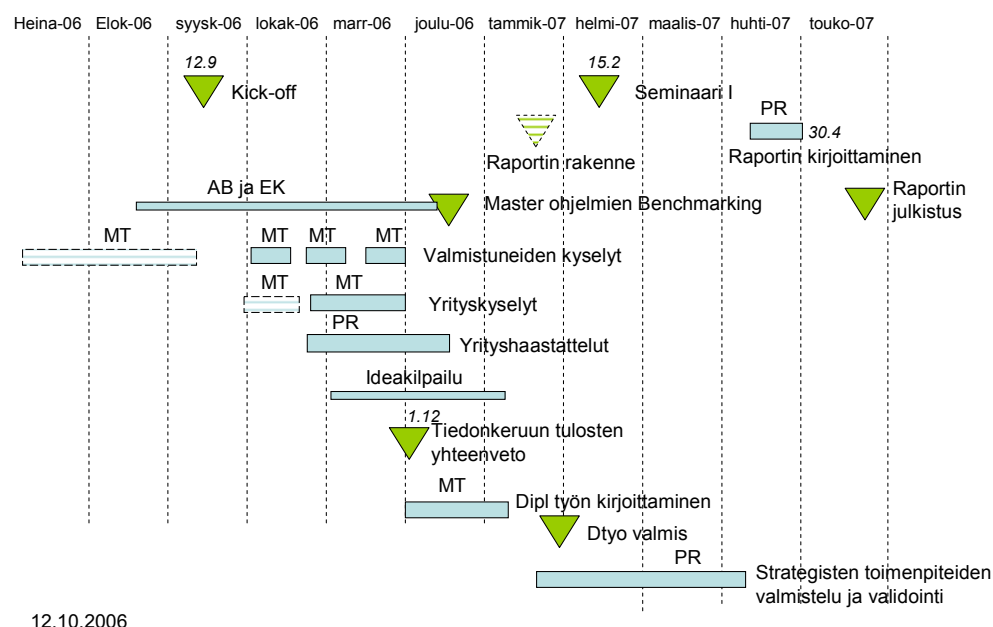 Heina-06 Elok-06 syysk-06 lokak-06 marr-06 joulu-06 tammik-07 helmi-07 maalis-07 huhti-07 touko-07
12.9
Kick-off
15.2
Seminaari I
PR
30.4
Raportin kirjoittaminen
Raportin rakenne
AB ja EK
Master ohjelmien Benchmarking
Raportin
julkistus
MT
MT MT MT
Valmistuneiden kyselyt
MT MT
Yrityskyselyt
PR
Yrityshaastattelut
Ideakilpailu
1.12
Tiedonkeruun tulosten
yhteenveto
MT
Dipl työn kirjoittaminen
Dtyo valmis
PR
Strategisten toimenpiteiden
valmistelu ja validointi
12.10.2006